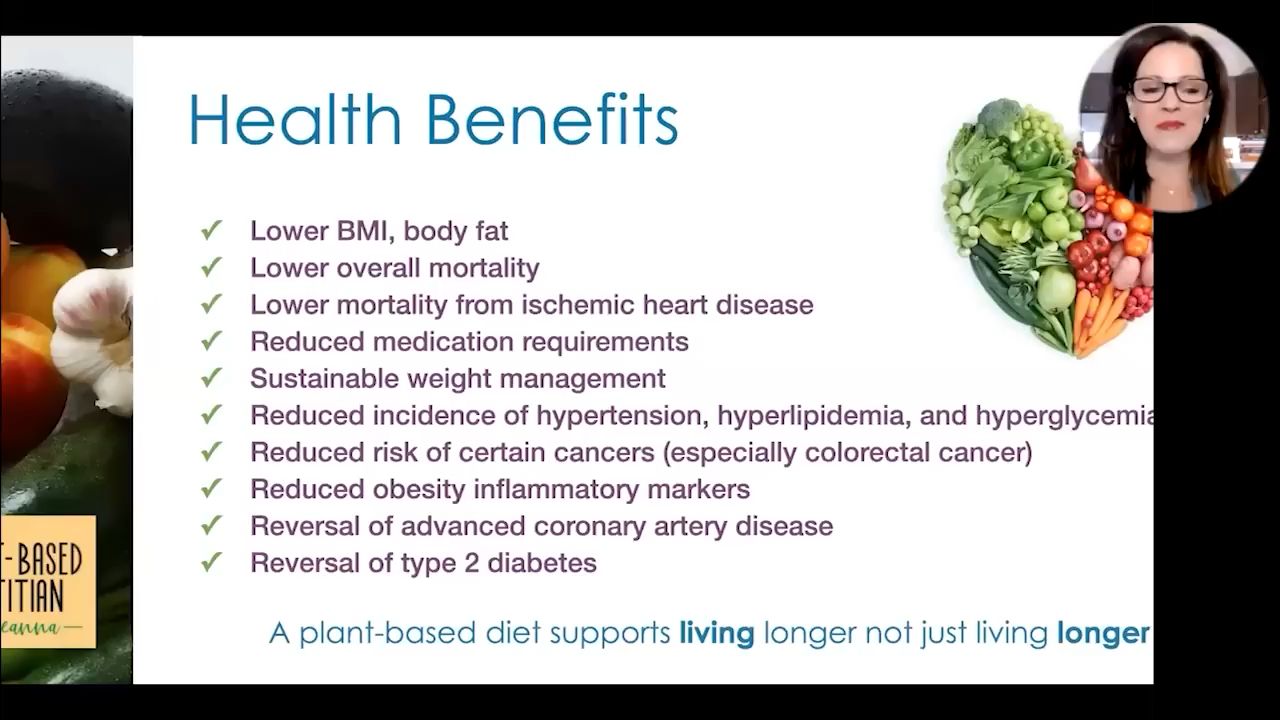 Health Benefits
✓ Lower BMI, body fat
✓ Lower overall mortality
✓ Lower mortality from ischemic heart disease
✓ Reduced medication requirements
✓ Sustainable weight management
✓ Reduced incidence of hypertension, hyperlipidemia, and hyperglycemia
✓ Reduced risk of certain cancers (especially colorectal cancer)
✓ Reduced obesity inflammatory markers
✓ Reversal of advanced coronary artery disease
✓ Reversal of type 2 diabetes
A plant-based diet supports living longer not just living longer
T-BASED
TITIAN
eanna